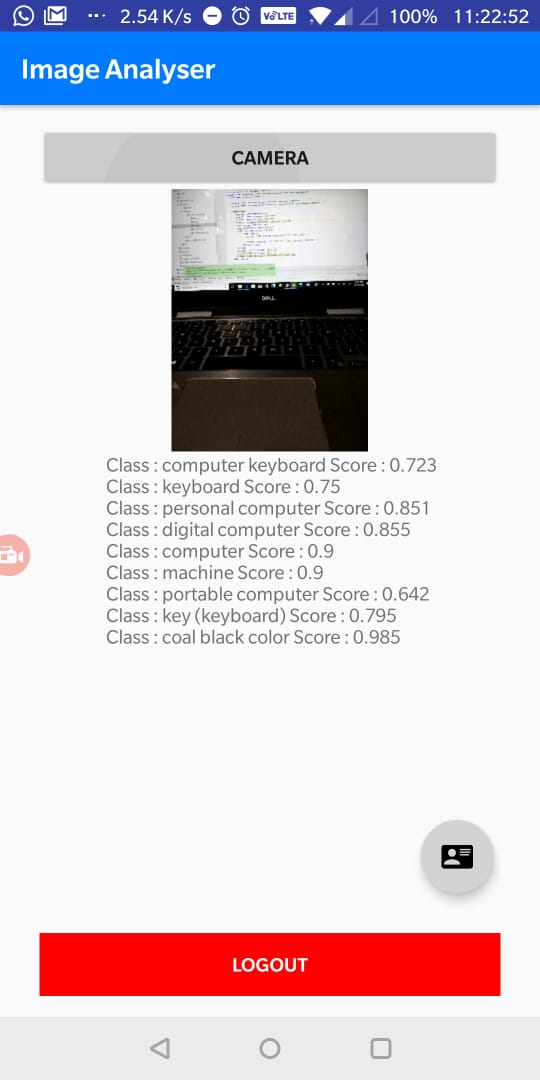 2.54 K/s VoLTE 100% 11:22:52
Image Analyser
CAMERA
DELL
Class : computer keyboard Score : 0.723
Class : keyboard Score : 0.75
Class : personal computer Score : 0.851
Class : digital computer Score : 0.855
Class : computer Score : 0.9
Class : machine Score : 0.9
Class : portable computer Score : 0.642
Class : key (keyboard) Score : 0.795
Class : coal black color Score : 0.985
LOGOUT